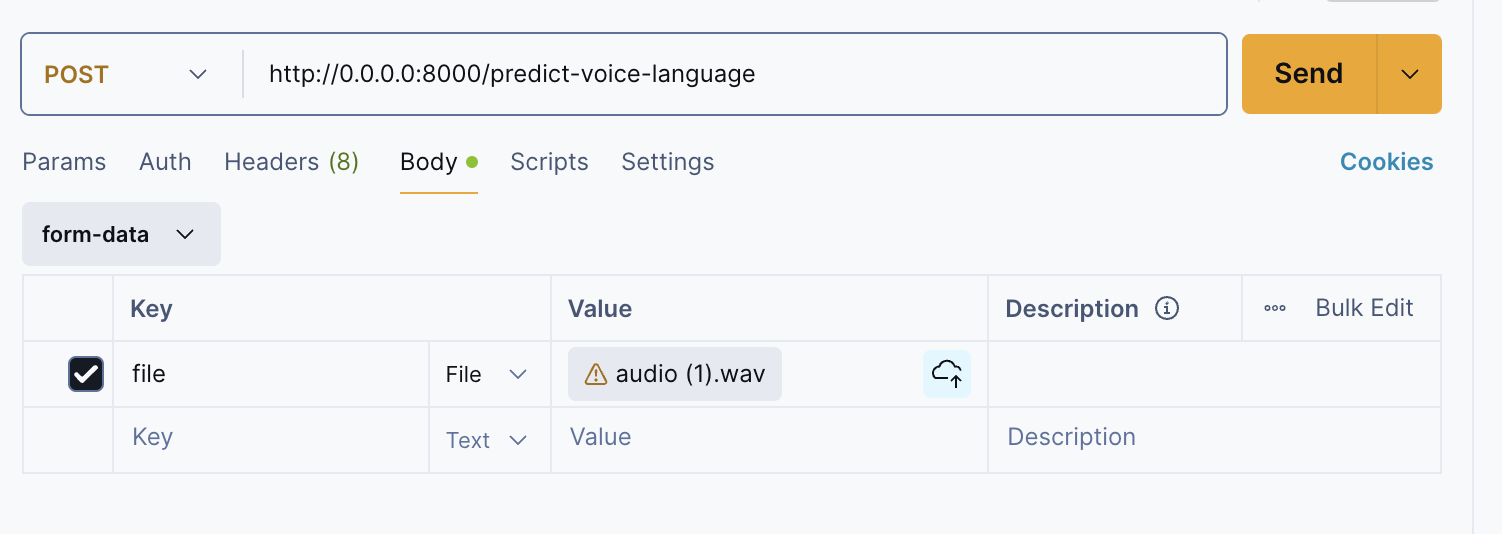 POST http://0.0.0.0:8000/predict-voice-language Send
Params Auth Headers (8) Body Scripts Settings Cookies
form-data
Key Value Description Bulk Edit
file File audio (1).wav
Key Text Value Description